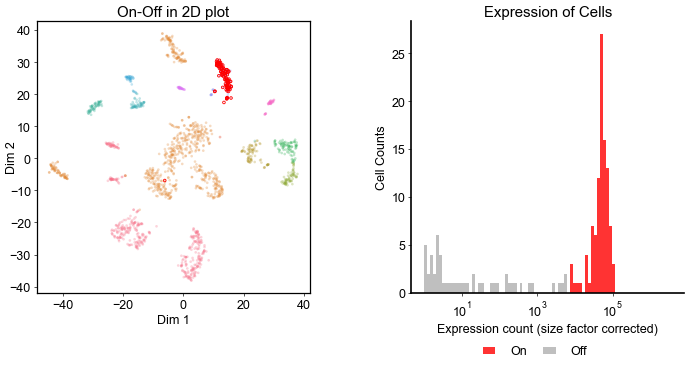 On-Off in 2D plot
Expression of Cells
40
30
20
10
0
−10
−20
−30
−40
Dim 2
−40
−20
0
20
40
Dim 1
25
20
15
10
5
0
Cell Counts
10^1
10^3
10^5
Expression count (size factor corrected)
On
Off